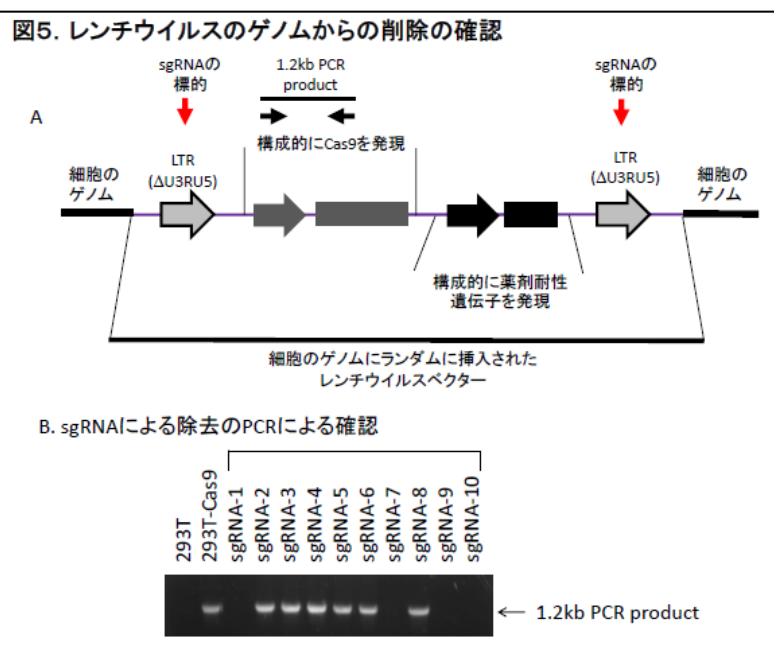 図5. レンチウイルスのゲノムからの削除の確認
sgRNAの
標的
1.2kb PCR
product
sgRNAの
標的
A
構成的にCas9を発現
細胞の
ゲノム
LTR
(ΔU3RU5)
LTR
(ΔU3RU5)
細胞の
ゲノム
構成的に薬剤耐性
遺伝子を発現
細胞のゲノムにランダムに挿入された
レンチウイルスベクター
B. sgRNAによる除去のPCRによる確認
293T
293T-Cas9
sgRNA-1
sgRNA-2
sgRNA-3
sgRNA-4
sgRNA-5
sgRNA-6
sgRNA-7
sgRNA-8
sgRNA-9
sgRNA-10
1.2kb PCR product